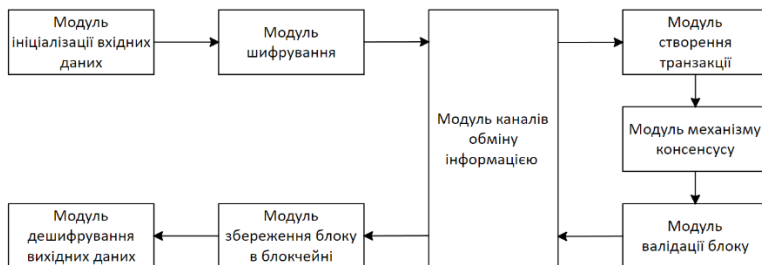 Модуль
ініціалізації вхідних
даних
Модуль
шифрування
Модуль каналів
обміну
інформацією
Модуль
створення
транзакції
Модуль механізму
консенсусу
Модуль
валідації блоку
Модуль
збереження блоку
в блокчейні
Модуль
дешифрування
вихідних даних